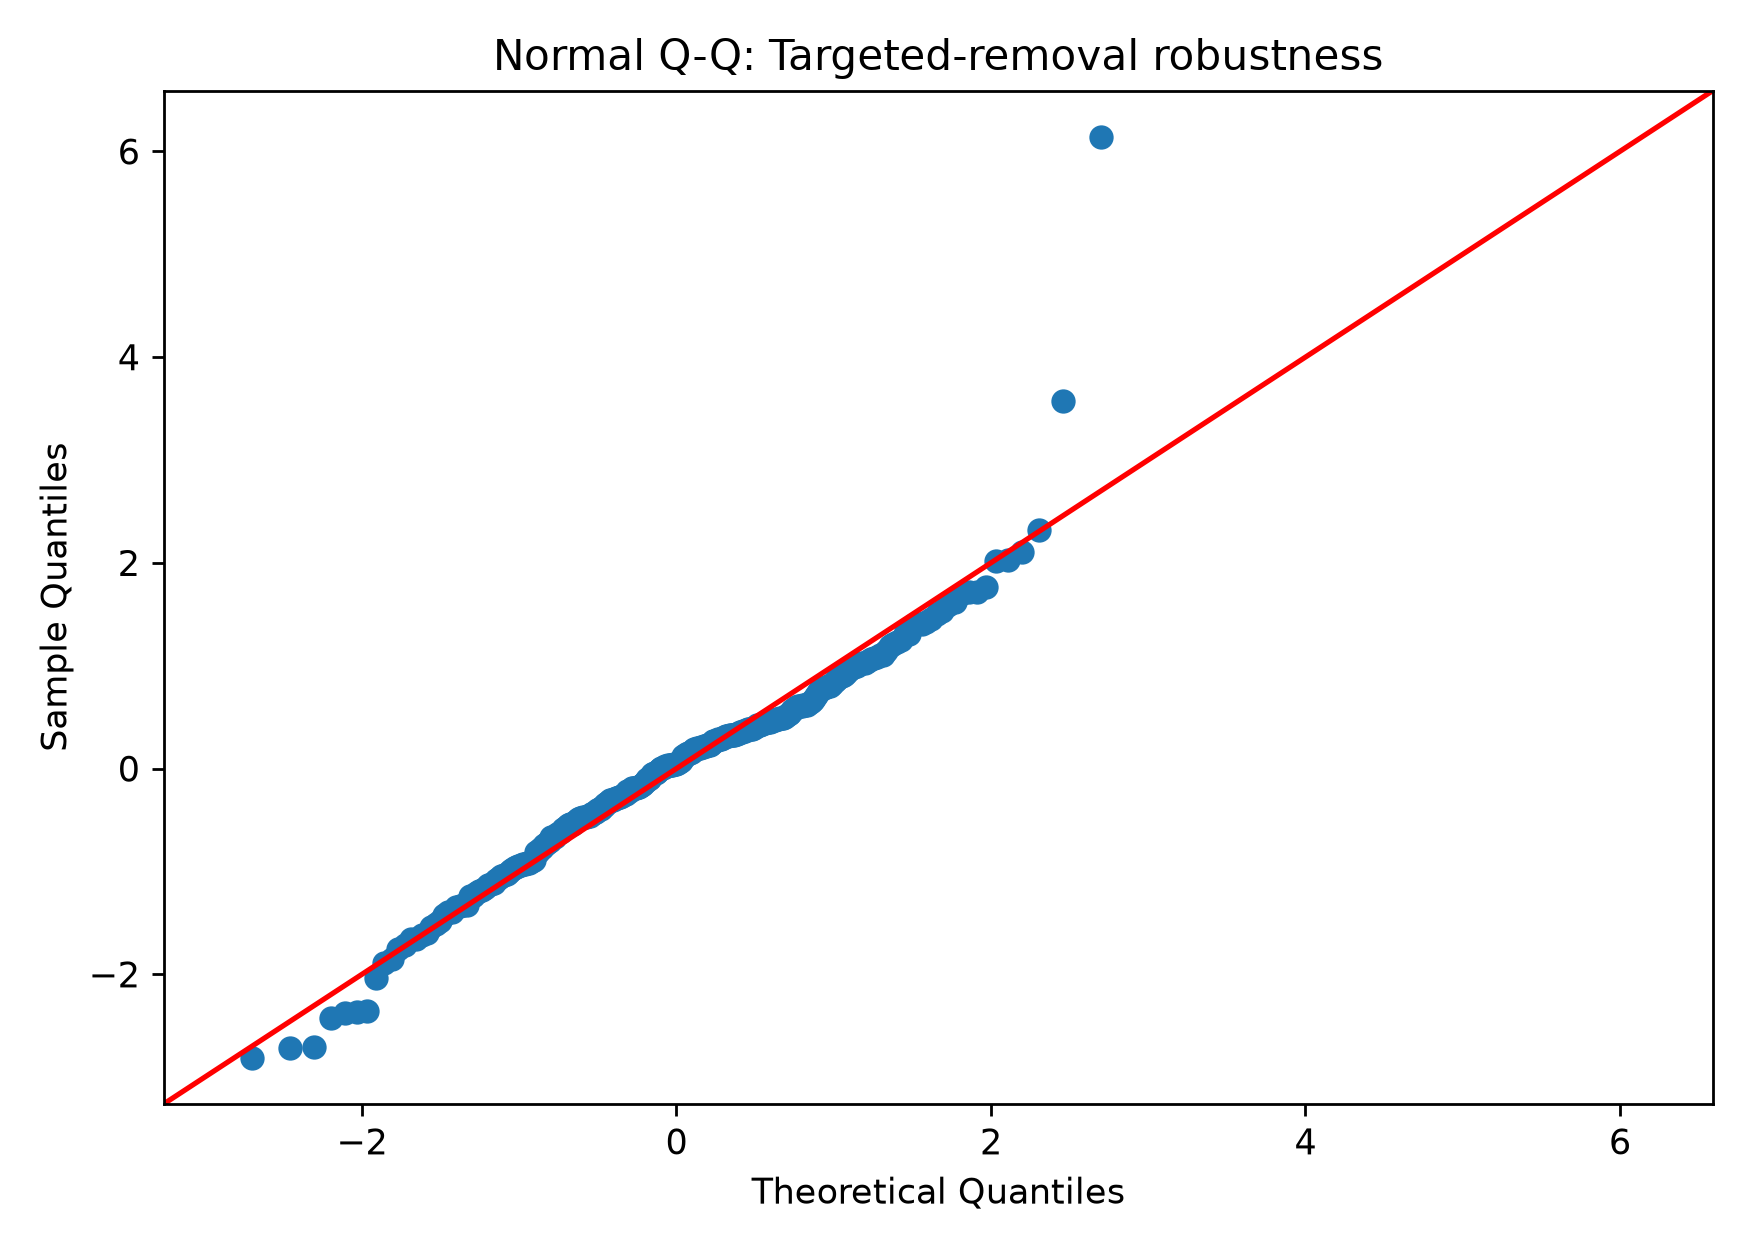 Normal Q-Q: Targeted-removal robustness
6
4
2
0
−2
Sample Quantiles
−2 0 2 4 6
Theoretical Quantiles